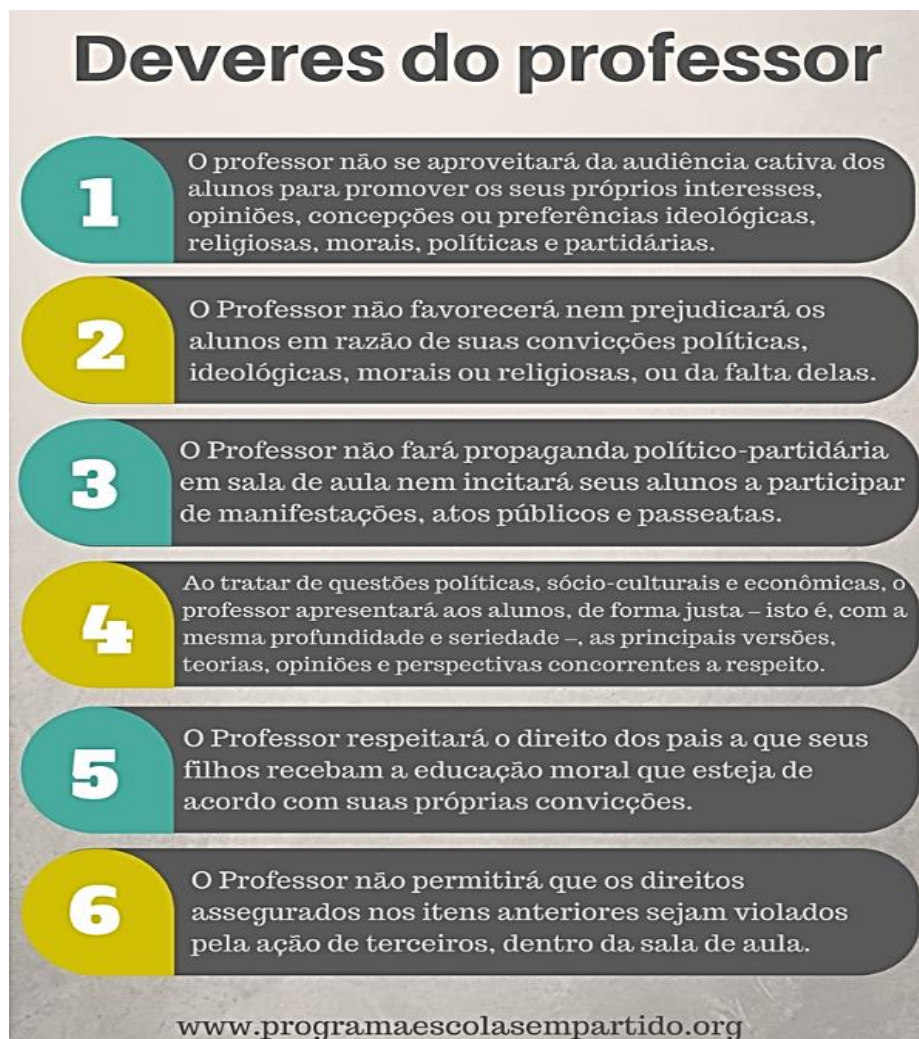 Deveres do professor
1
O professor não se aproveitará da audiência cativa dos
alunos para promover os seus próprios interesses,
opiniões, concepções ou preferências ideológicas,
religiosas, morais, políticas e partidárias.
2
O Professor não favorecerá nem prejudicará os
alunos em razão de suas convicções políticas,
ideológicas, morais ou religiosas, ou da falta delas.
3
O Professor não fará propaganda político-partidária
em sala de aula nem incitará seus alunos a participar
de manifestações, atos públicos e passeatas.
4
Ao tratar de questões políticas, sócio-culturais e econômicas, o
professor apresentará aos alunos, de forma justa – isto é, com a
mesma profundidade e seriedade –, as principais versões,
teorias, opiniões e perspectivas concorrentes a respeito.
5
O Professor respeitará o direito dos pais a que seus
filhos recebam a educação moral que esteja de
acordo com suas próprias convicções.
6
O Professor não permitirá que os direitos
assegurados nos itens anteriores sejam violados
pela ação de terceiros, dentro da sala de aula.
www.programaescolasempartido.org